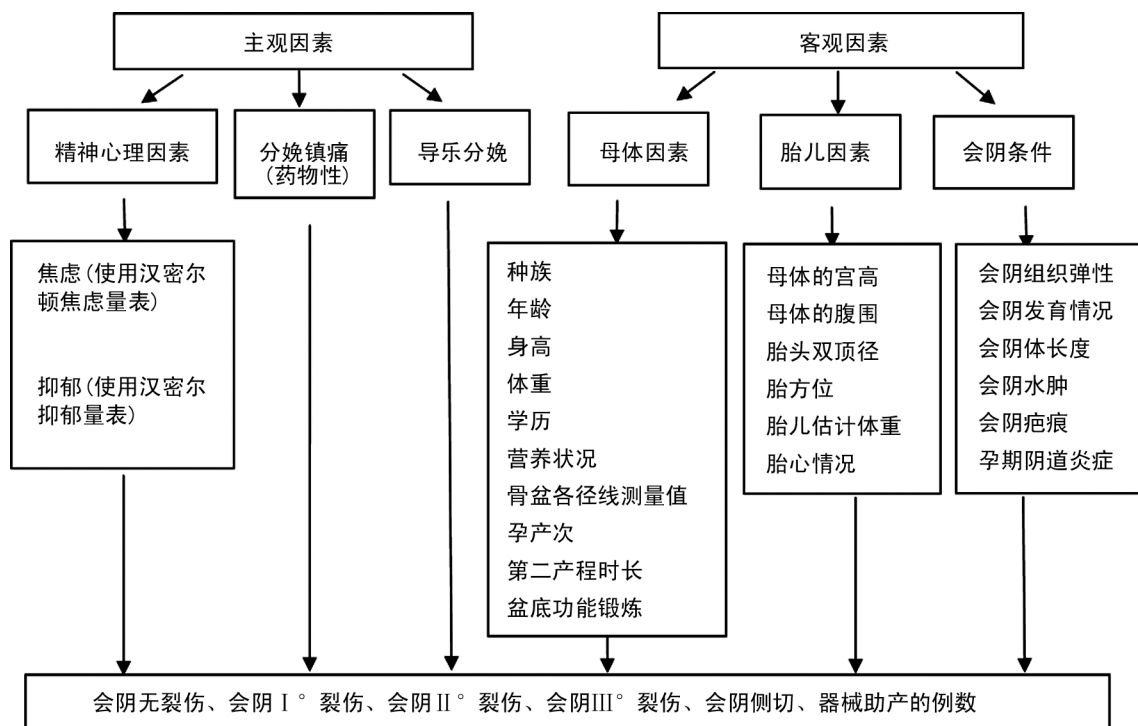 主观因素
客观因素
精神心理因素
分娩镇痛
(药物性)
导乐分娩
母体因素
胎儿因素
会阴条件
焦虑(使用汉密尔
顿焦虑量表)
抑郁(使用汉密尔
抑郁量表)
种族
年龄
身高
体重
学历
营养状况
骨盆各径线测量值
孕产次
第二产程时长
盆底功能锻炼
母体的宫高
母体的腹围
胎头双顶径
胎方位
胎儿估计体重
胎心情况
会阴组织弹性
会阴发育情况
会阴体长度
会阴水肿
会阴疤痕
孕期阴道炎症
会阴无裂伤、会阴Ⅰ°裂伤、会阴Ⅱ°裂伤、会阴III°裂伤、会阴侧切、器械助产的例数